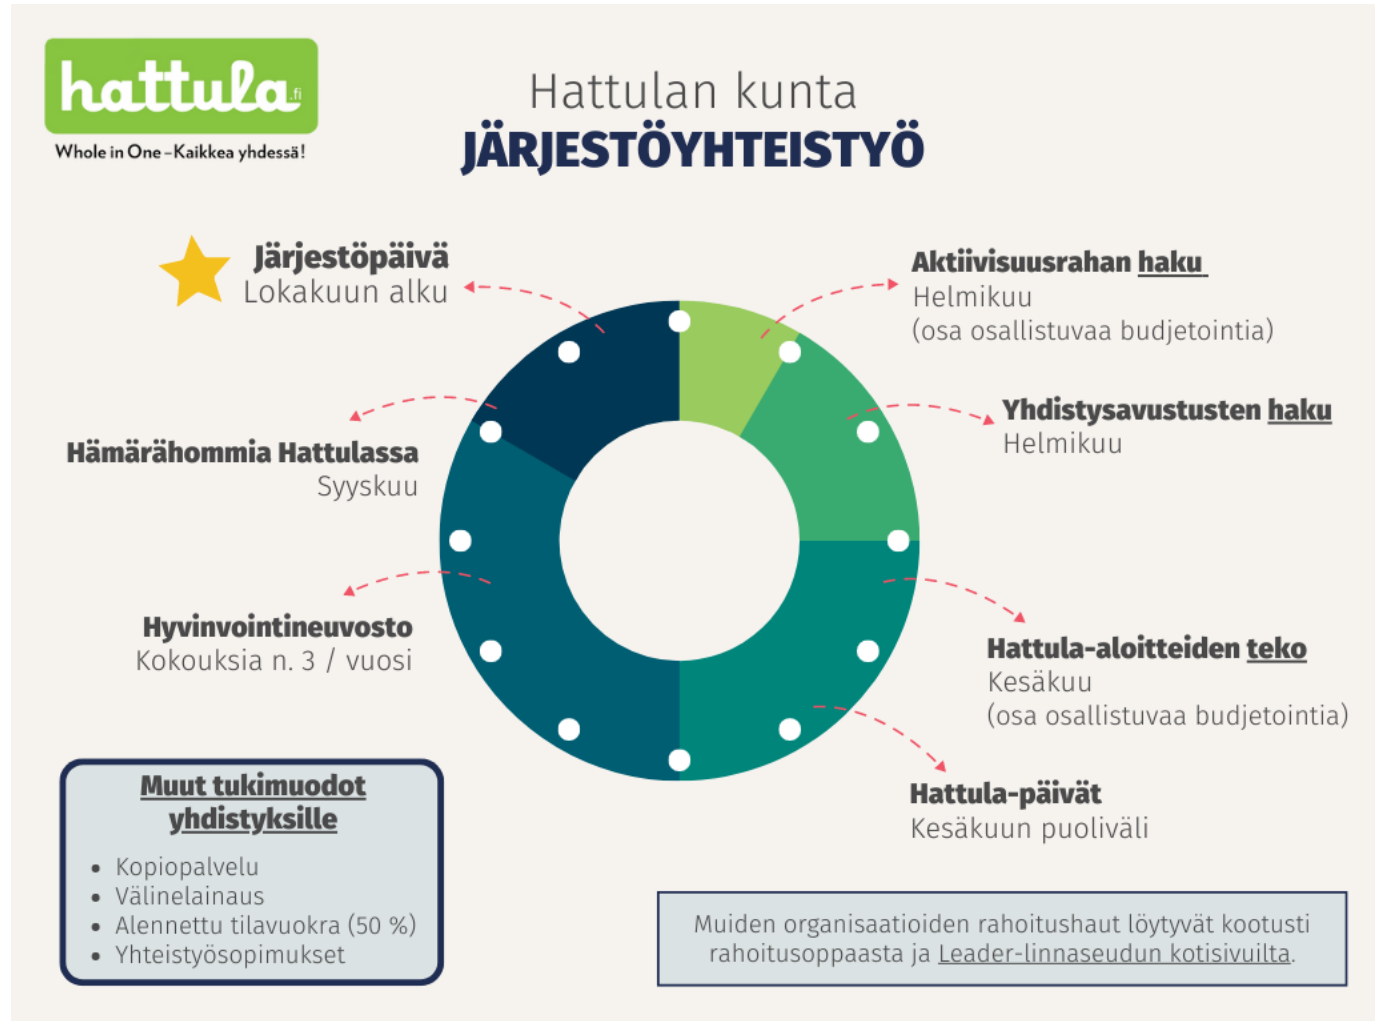 hattula.fi
Whole in One – Kaikkea yhdessä!
Hattulan kunta
JÄRJESTÖYHTEISTYÖ
Järjestöpäivä
Lokakuun alku
Aktiivisuusrahan haku
Helmikuu
(osa osallistuvaa budjetointia)
Yhdistysavustusten haku
Helmikuu
Hämärähommia Hattulassa
Syyskuu
Hyvinvointineuvosto
Kokouksia n. 3 / vuosi
Hattula-aloitteiden teko
Kesäkuu
(osa osallistuvaa budjetointia)
Hattula-päivät
Kesäkuun puoliväli
Muut tukimuodot
yhdistyksille
• Kopiopalvelu
• Välinelainaus
• Alennettu tilavuokra (50 %)
• Yhteistyösopimukset
Muiden organisaatioiden rahoitushaut löytyvät kootusti
rahoitusoppaasta ja Leader-linnaseudun kotisivuilta.